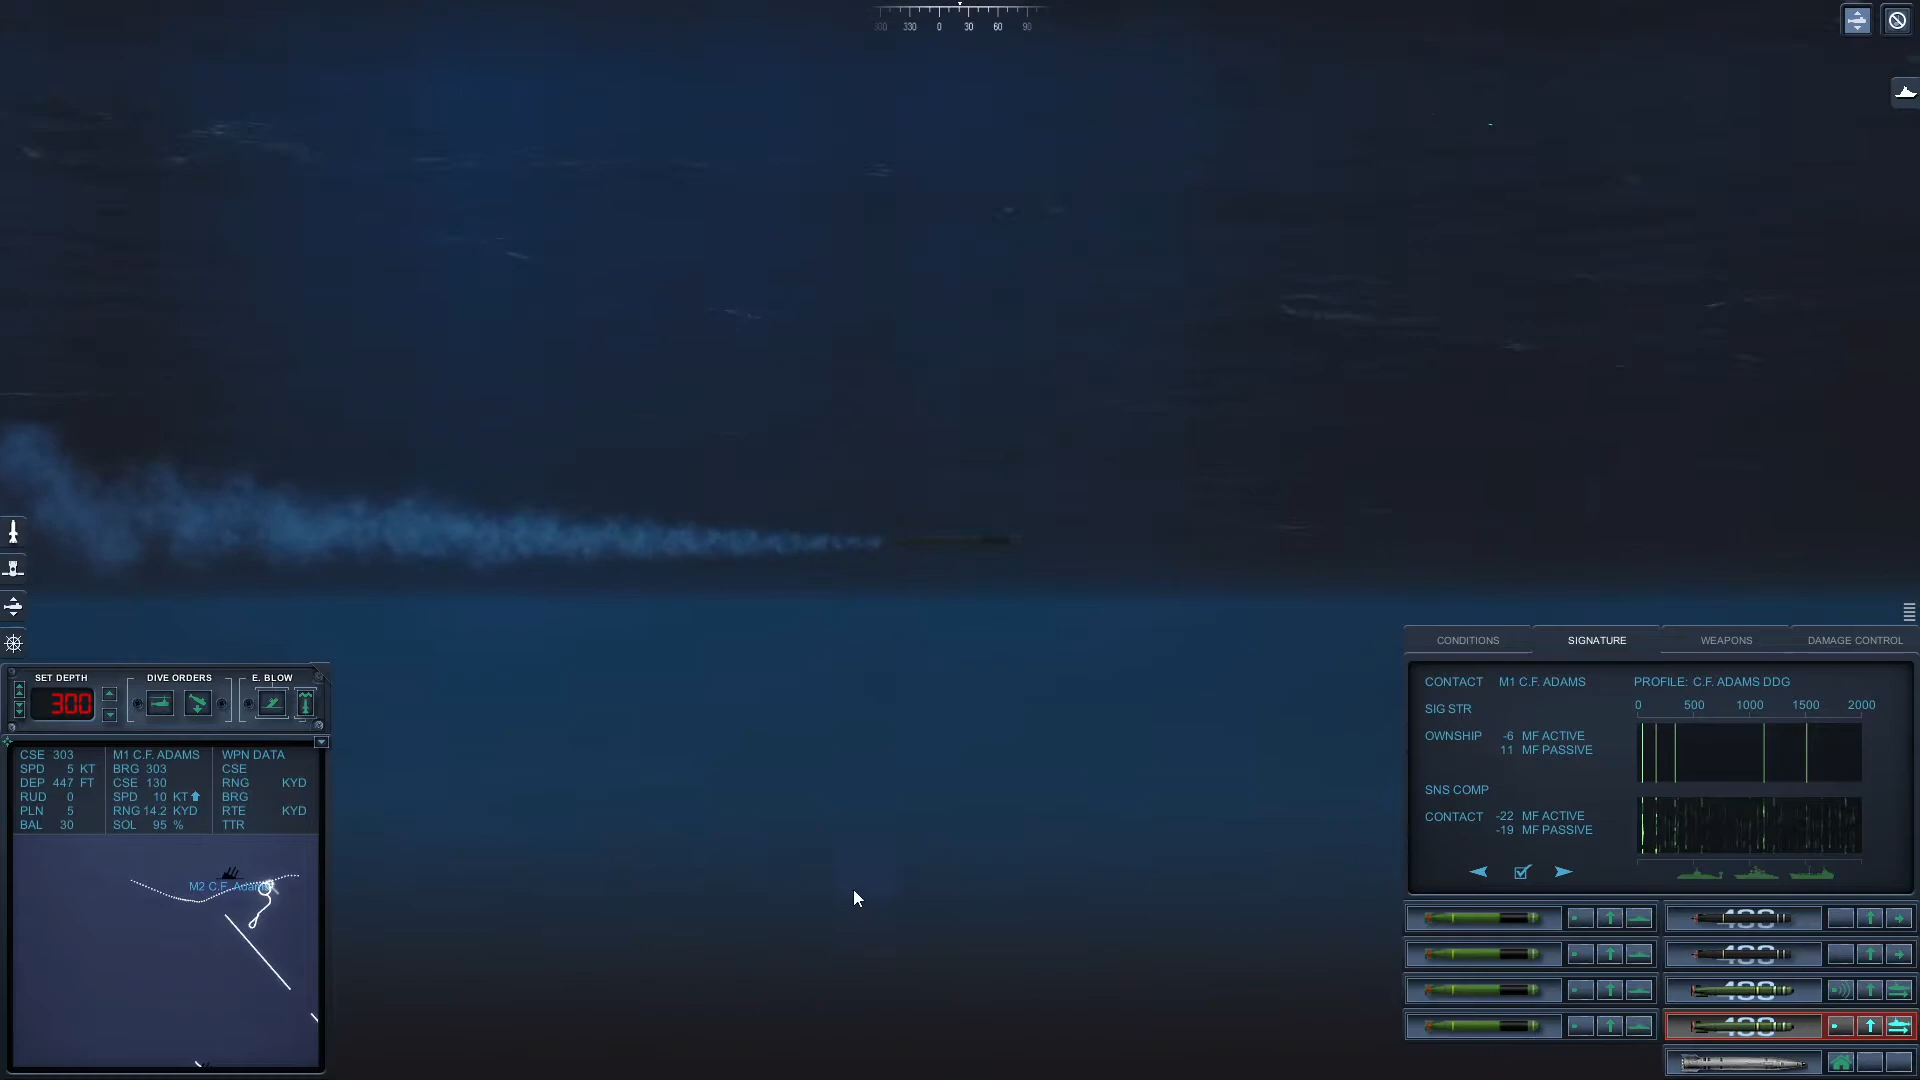 300 330 0 30 60 90
CONDITIONS SIGNATURE WEAPONS DAMAGE CONTROL
SET DEPTH DIVE ORDERS E. BLOW
300
CSE 303
SPD 5 KT
DEP 447 FT
RUD 0
PLN 5
BAL 30
M1 C.F. ADAMS
BRG 303
CSE 130
SPD 10 KT
RNG 14.2 KYD
SOL 95 %
WPN DATA
CSE
RNG KYD
BRG
RTE KYD
TTR
M2 C.F. Adams
CONTACT M1 C.F. ADAMS
SIG STR
OWNSHIP -6 MF ACTIVE
11 MF PASSIVE
SNS COMP
CONTACT -22 MF ACTIVE
-19 MF PASSIVE
PROFILE: C.F. ADAMS DDG
0 500 1000 1500 2000